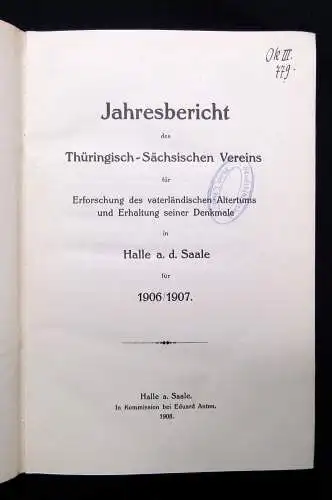 Ok III.
779.
Jahresbericht
des
Thüringisch-Sächsischen Vereins
für
Erforschung des vaterländischen Altertums
und Erhaltung seiner Denkmale
in
Halle a. d. Saale
für
1906/1907.
Halle a. Saale.
In Kommission bei Eduard Anton.
1908.